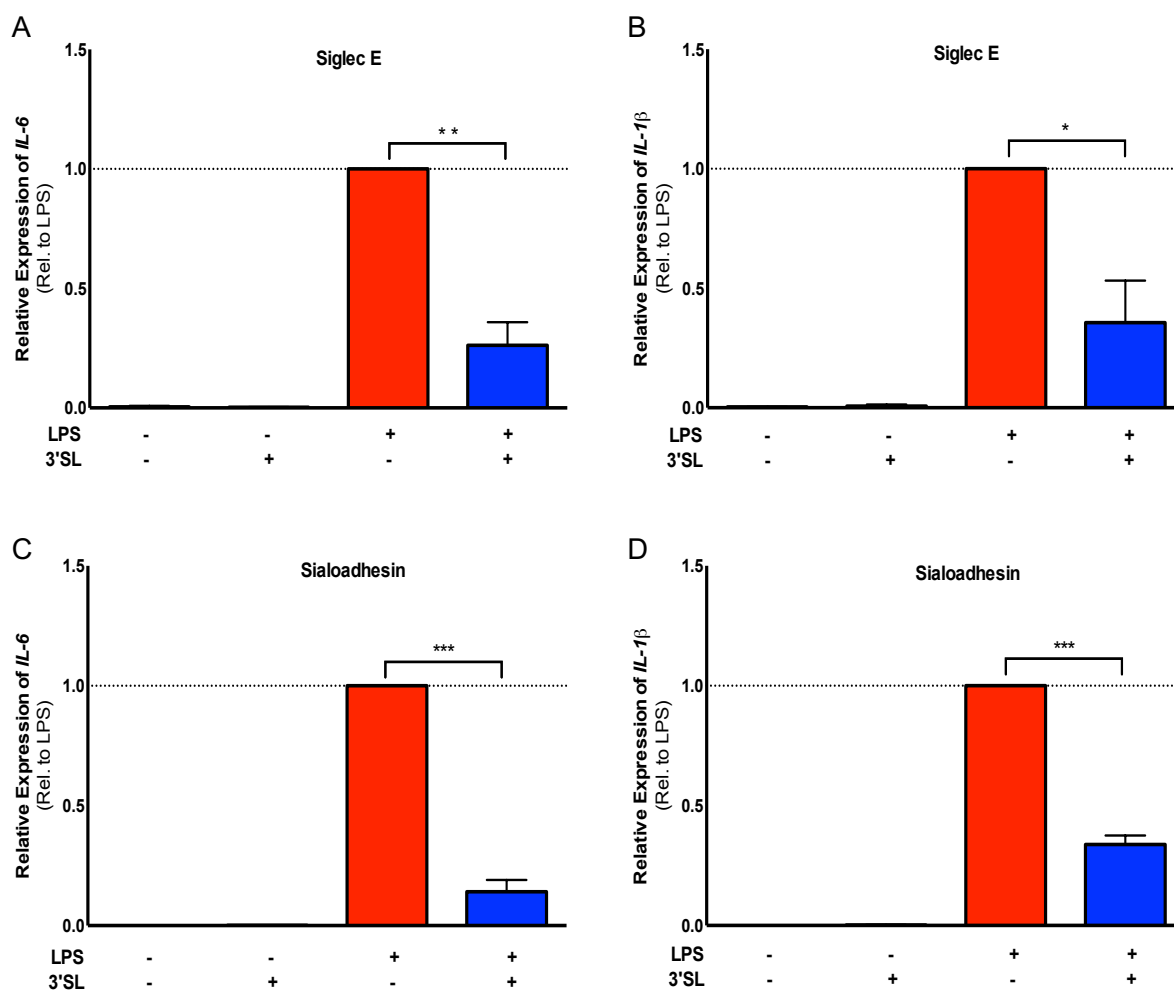 A
Siglec E
Relative Expression of IL-6
(Rel. to LPS)
1.5
1.0
0.5
0.0
* *
LPS - - + +
3'SL - + - +
B
Siglec E
Relative Expression of IL-1β
(Rel. to LPS)
1.5
1.0
0.5
0.0
*
LPS - - + +
3'SL - + - +
C
Sialoadhesin
Relative Expression of IL-6
(Rel. to LPS)
1.5
1.0
0.5
0.0
***
LPS - - + +
3'SL - + - +
D
Sialoadhesin
Relative Expression of IL-1β
(Rel. to LPS)
1.5
1.0
0.5
0.0
***
LPS - - + +
3'SL - + - +